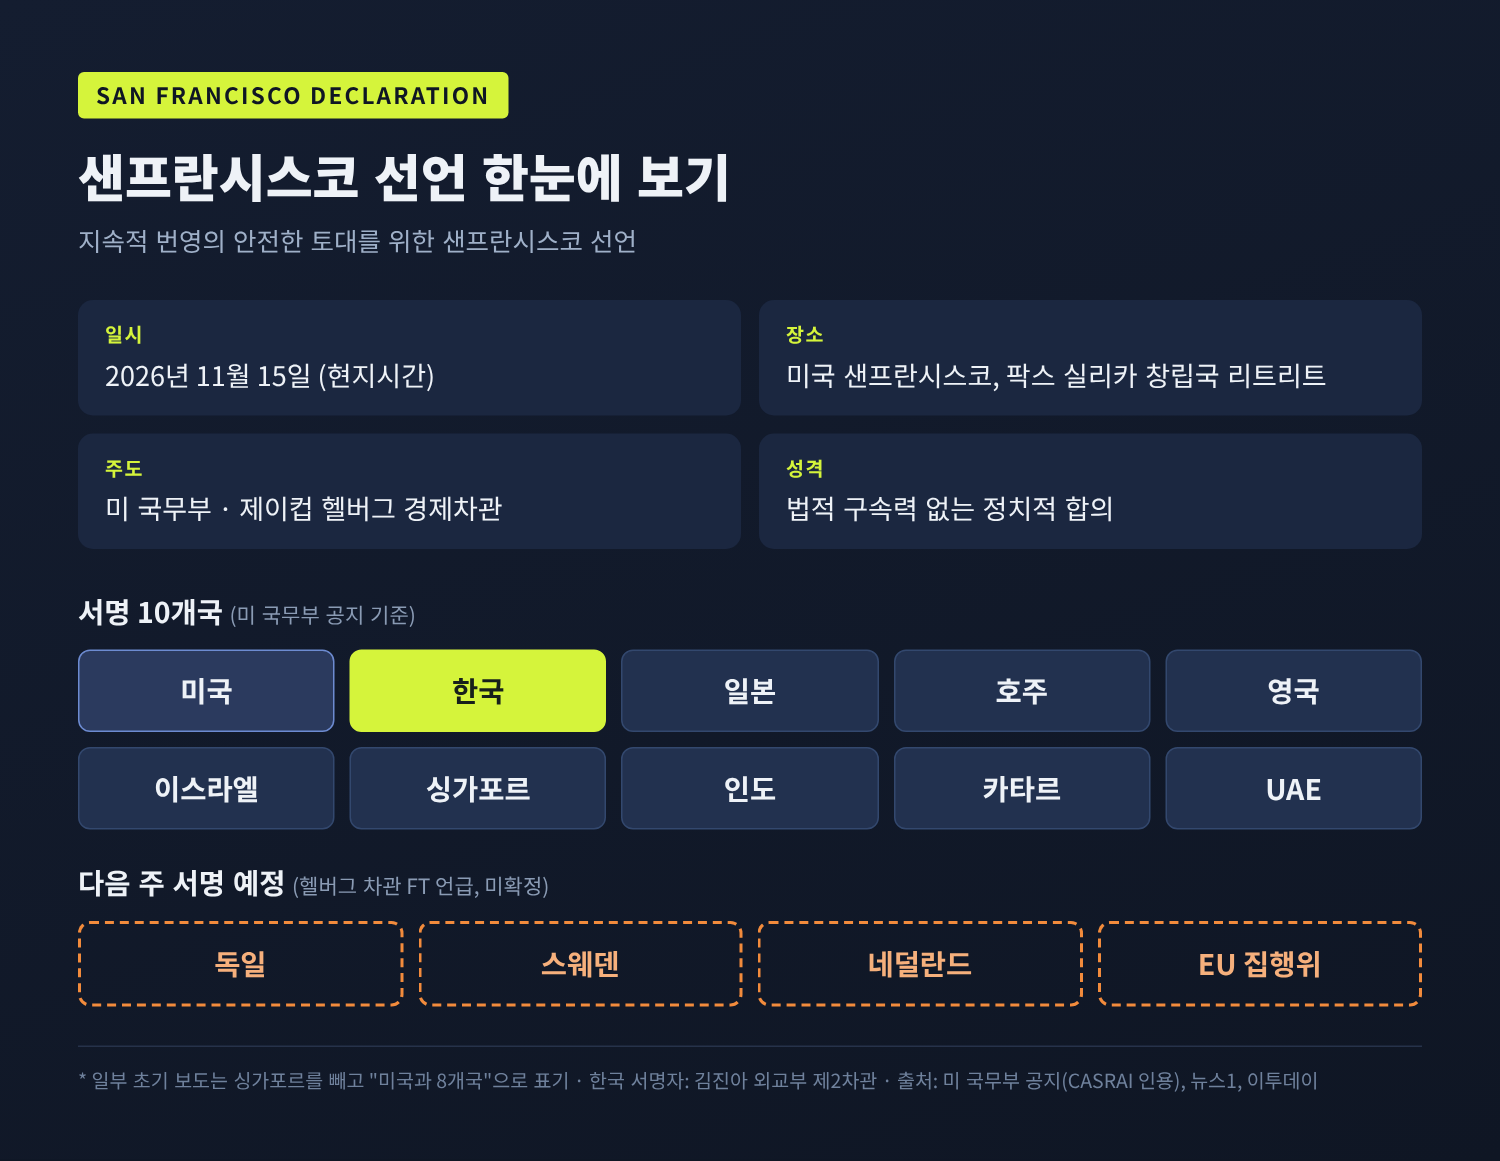 SAN FRANCISCO DECLARATION
샌프란시스코 선언 한눈에 보기
지속적 번영의 안전한 토대를 위한 샌프란시스코 선언
일시
2026년 11월 15일 (현지시간)
장소
미국 샌프란시스코, 팍스 실리카 창립국 리트리트
주도
미 국무부 · 제이컵 헬버그 경제차관
성격
법적 구속력 없는 정치적 합의
서명 10개국 (미 국무부 공지 기준)
미국
한국
일본
호주
영국
이스라엘
싱가포르
인도
카타르
UAE
다음 주 서명 예정 (헬버그 차관 FT 언급, 미확정)
독일
스웨덴
네덜란드
EU 집행위
* 일부 초기 보도는 싱가포르를 빼고 "미국과 8개국"으로 표기 · 한국 서명자: 김진아 외교부 제2차관 · 출처: 미 국무부 공지(CASRAI 인용), 뉴스1, 이투데이